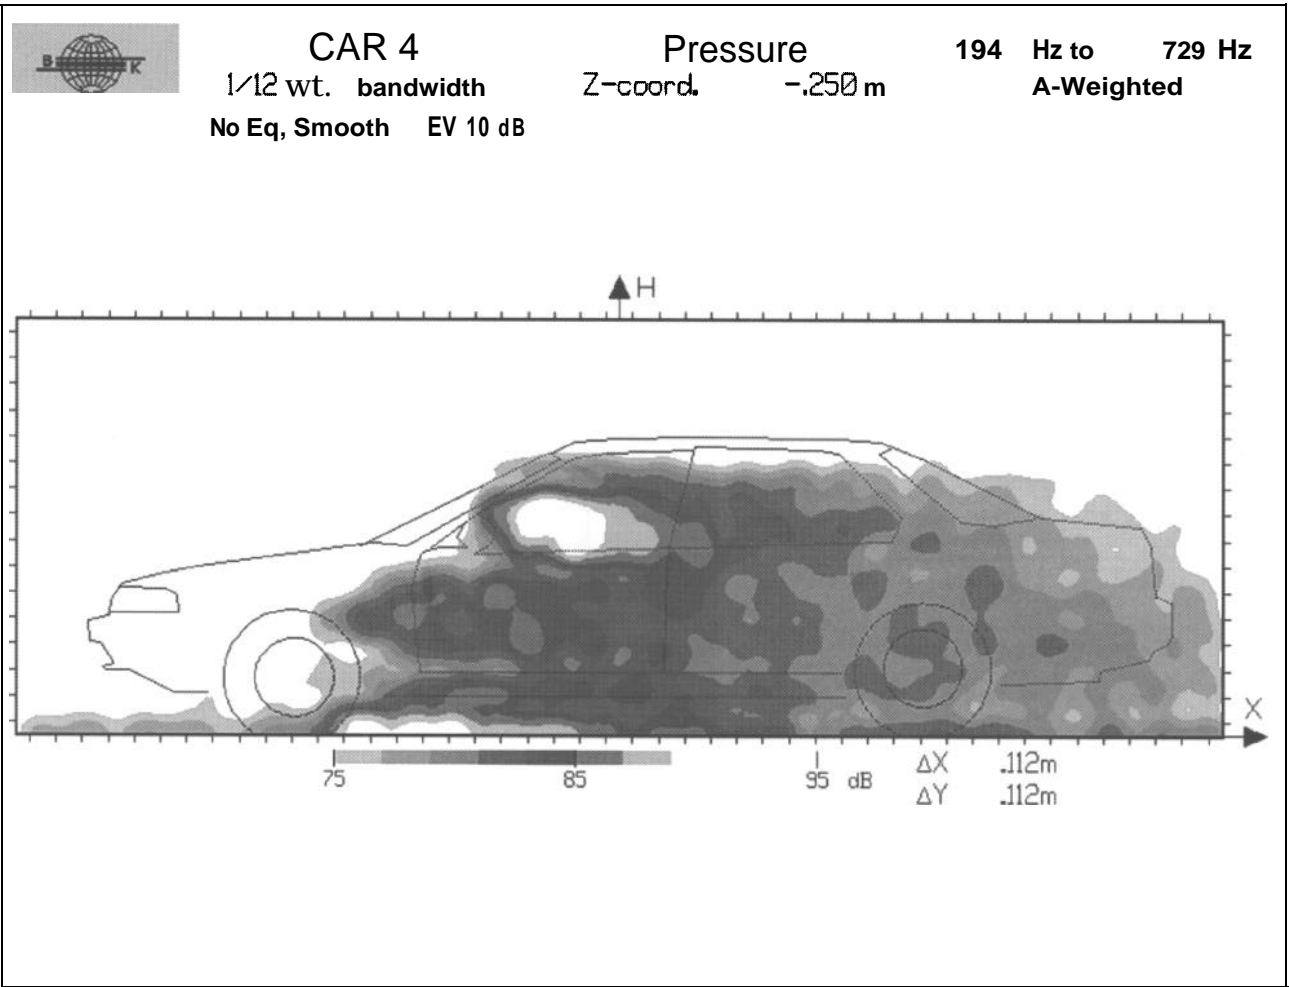 B K
CAR 4 Pressure 194 Hz to 729 Hz
1/12 wt. bandwidth Z-coord. -.250 m A-Weighted
No Eq, Smooth EV 10 dB
H
X
75 85 95 dB ΔX .112m
ΔY .112m